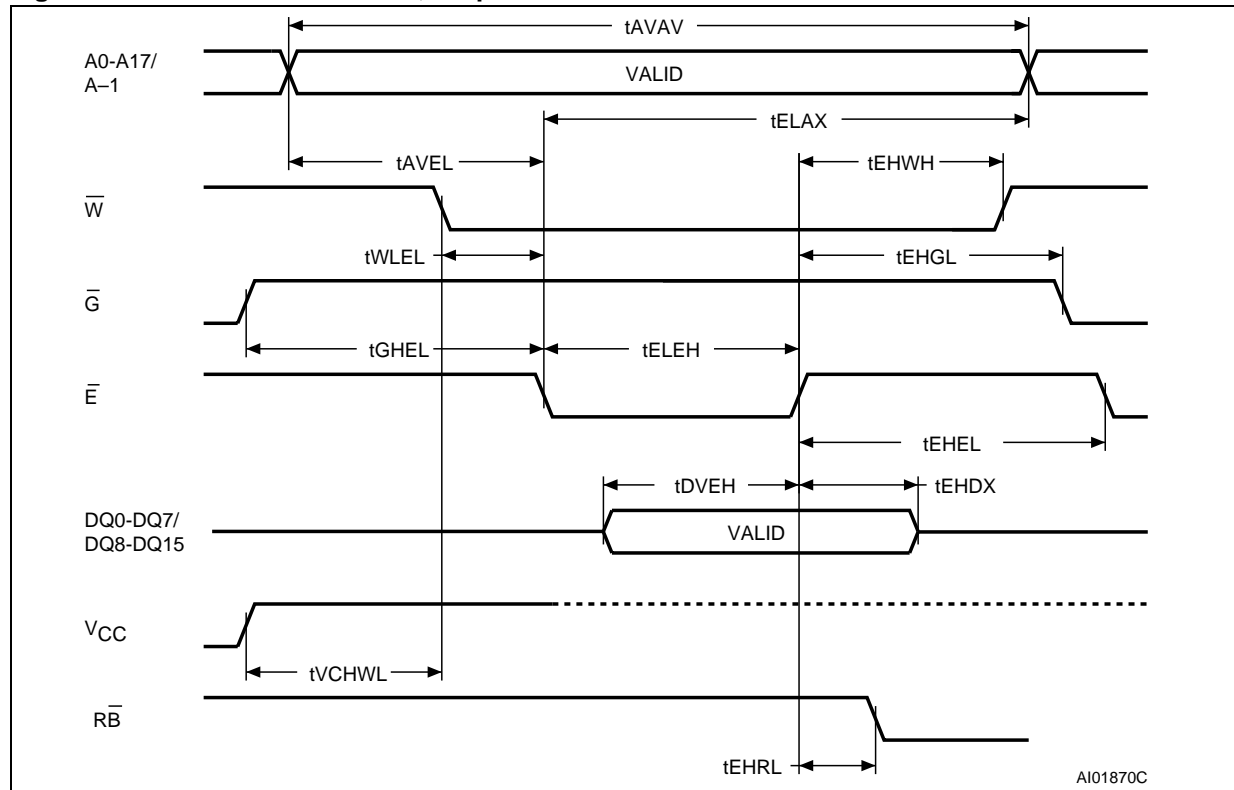 tAVAV
A0-A17/
A–1
VALID
tELAX
tAVEL
tEHWH
W̅
tWLEL
tEHGL
G̅
tGHEL
tELEH
E̅
tEHEL
tDVEH
tEHDX
DQ0-DQ7/
DQ8-DQ15
VALID
VCC
tVCHWL
RB̅
tEHRL
AI01870C